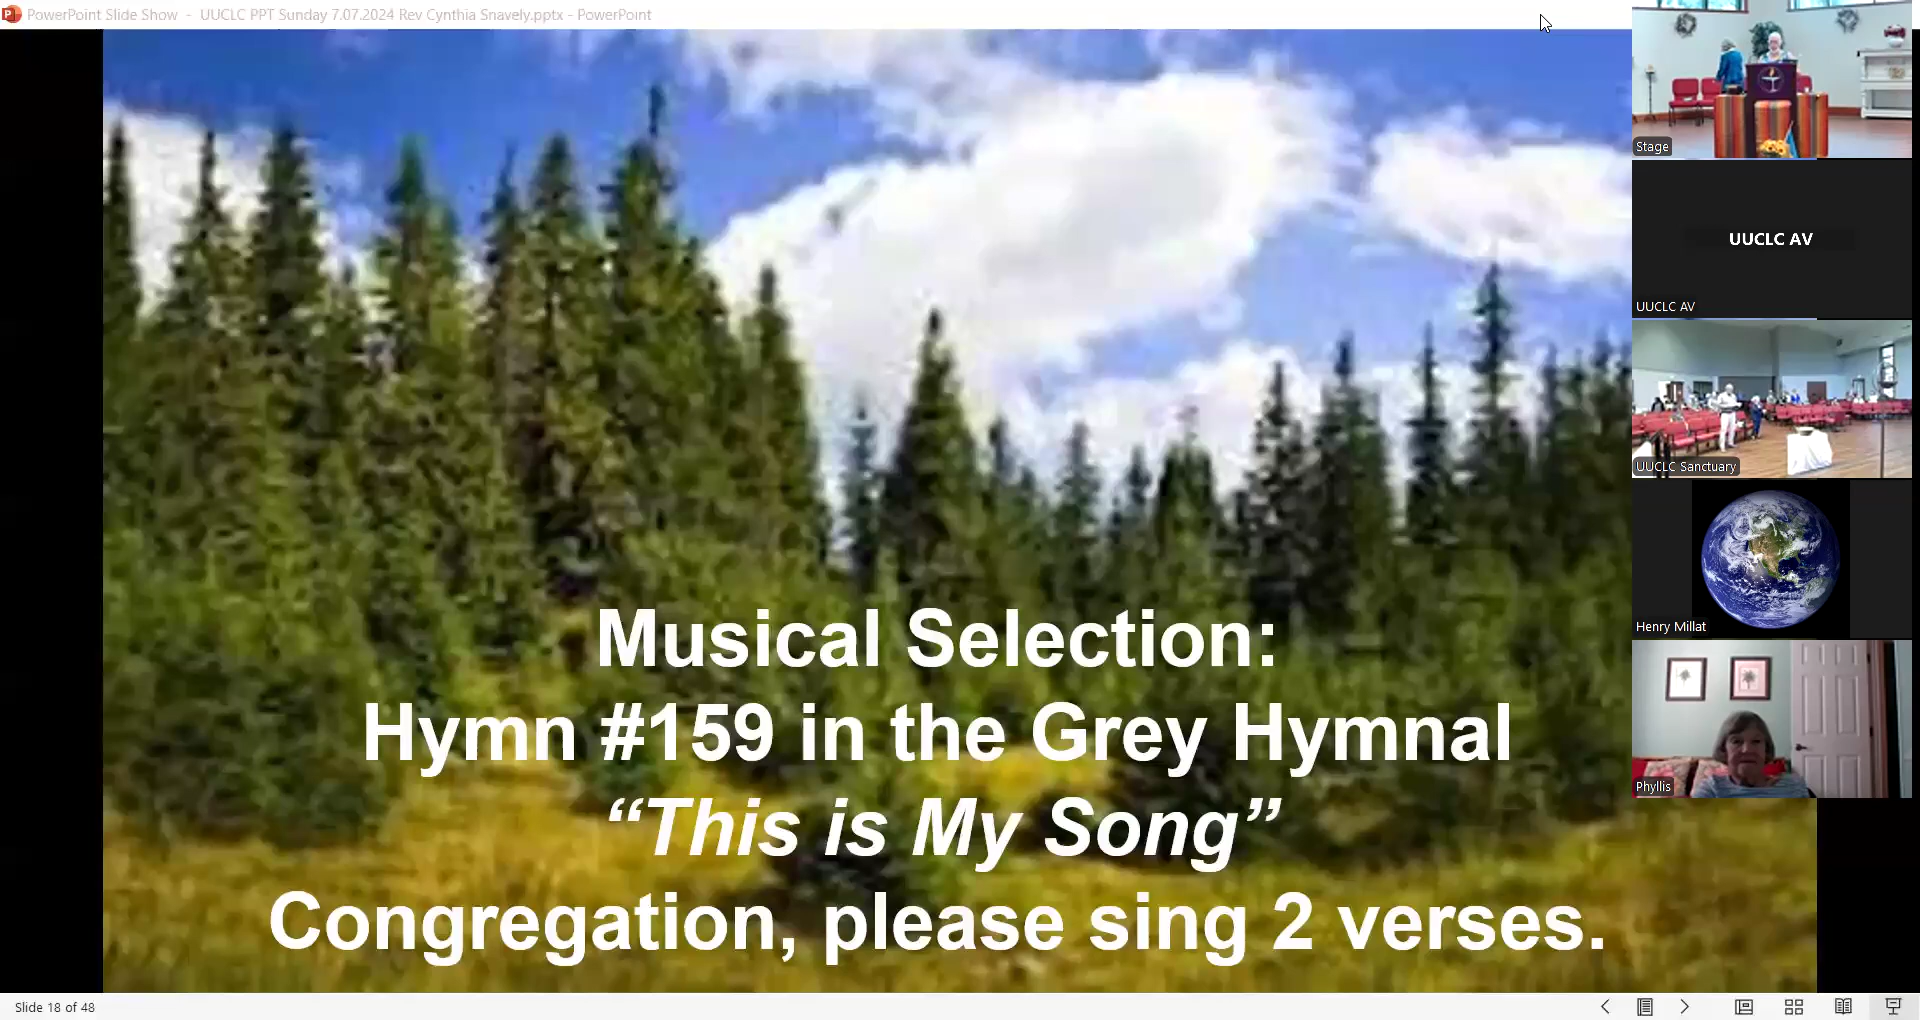 PowerPoint Slide Show - UUCLC PPT Sunday 7.07.2024 Rev Cynthia Snavely.pptx - PowerPoint
Stage
UUCLC AV
UUCLC AV
UUCLC Sanctuary
Henry Millat
Phyllis
Musical Selection:
Hymn #159 in the Grey Hymnal
“This is My Song”
Congregation, please sing 2 verses.
Slide 18 of 48